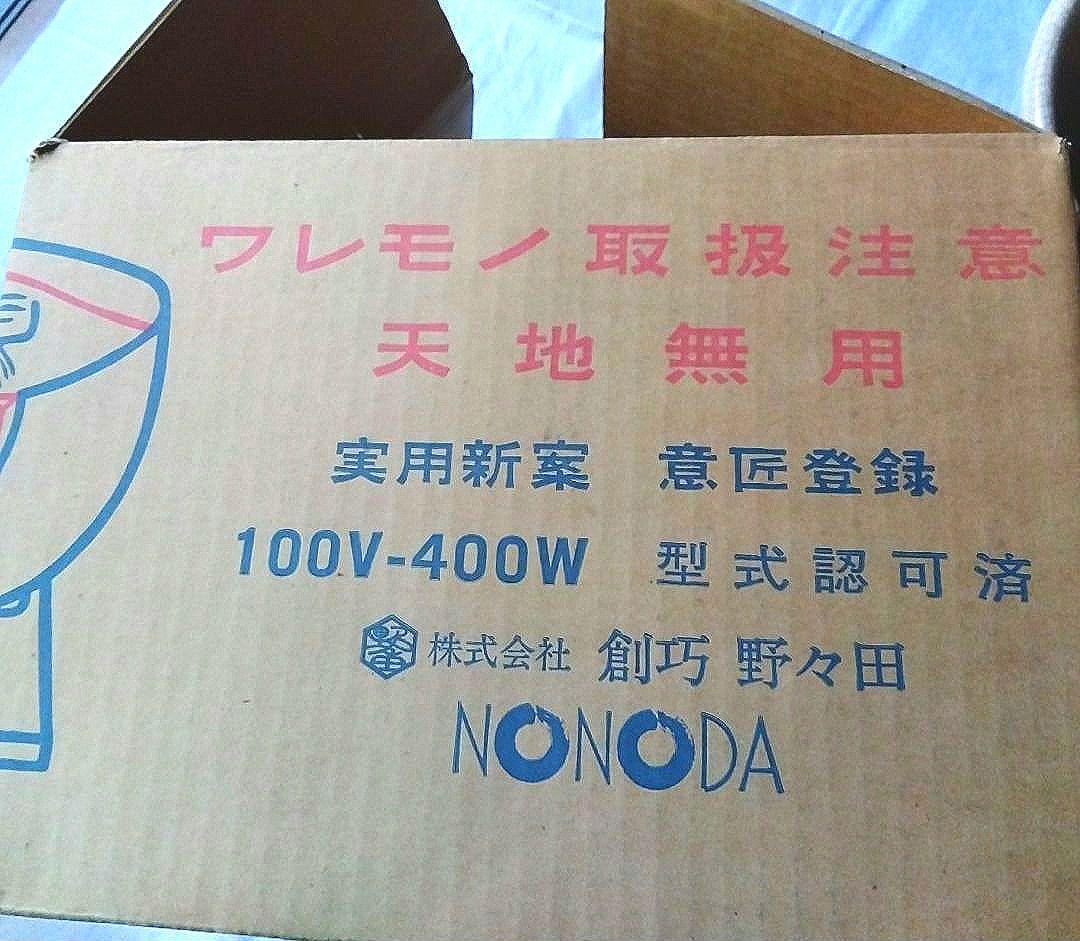 ワレモノ取扱注意
天地無用
実用新案 意匠登録
100V-400W 型式認可済
株式会社 創巧 野々田
NONODA